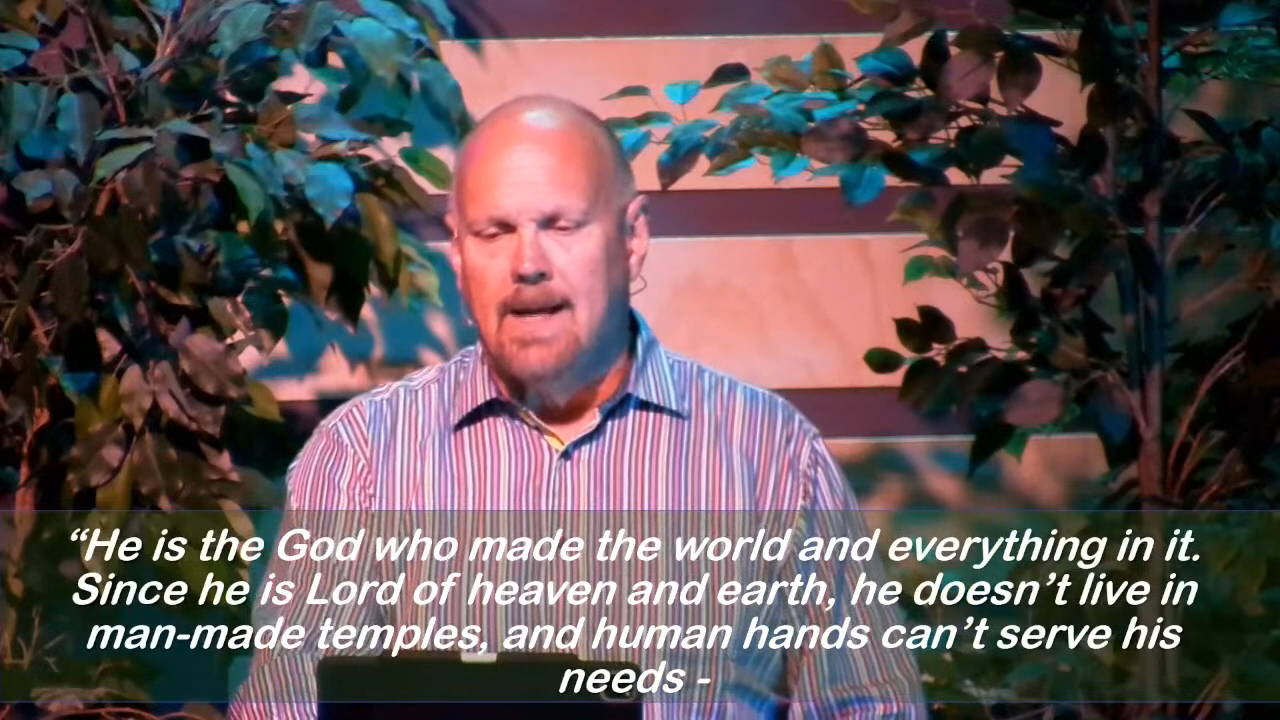 “He is the God who made the world and everything in it.
Since he is Lord of heaven and earth, he doesn’t live in
man-made temples, and human hands can’t serve his
needs -